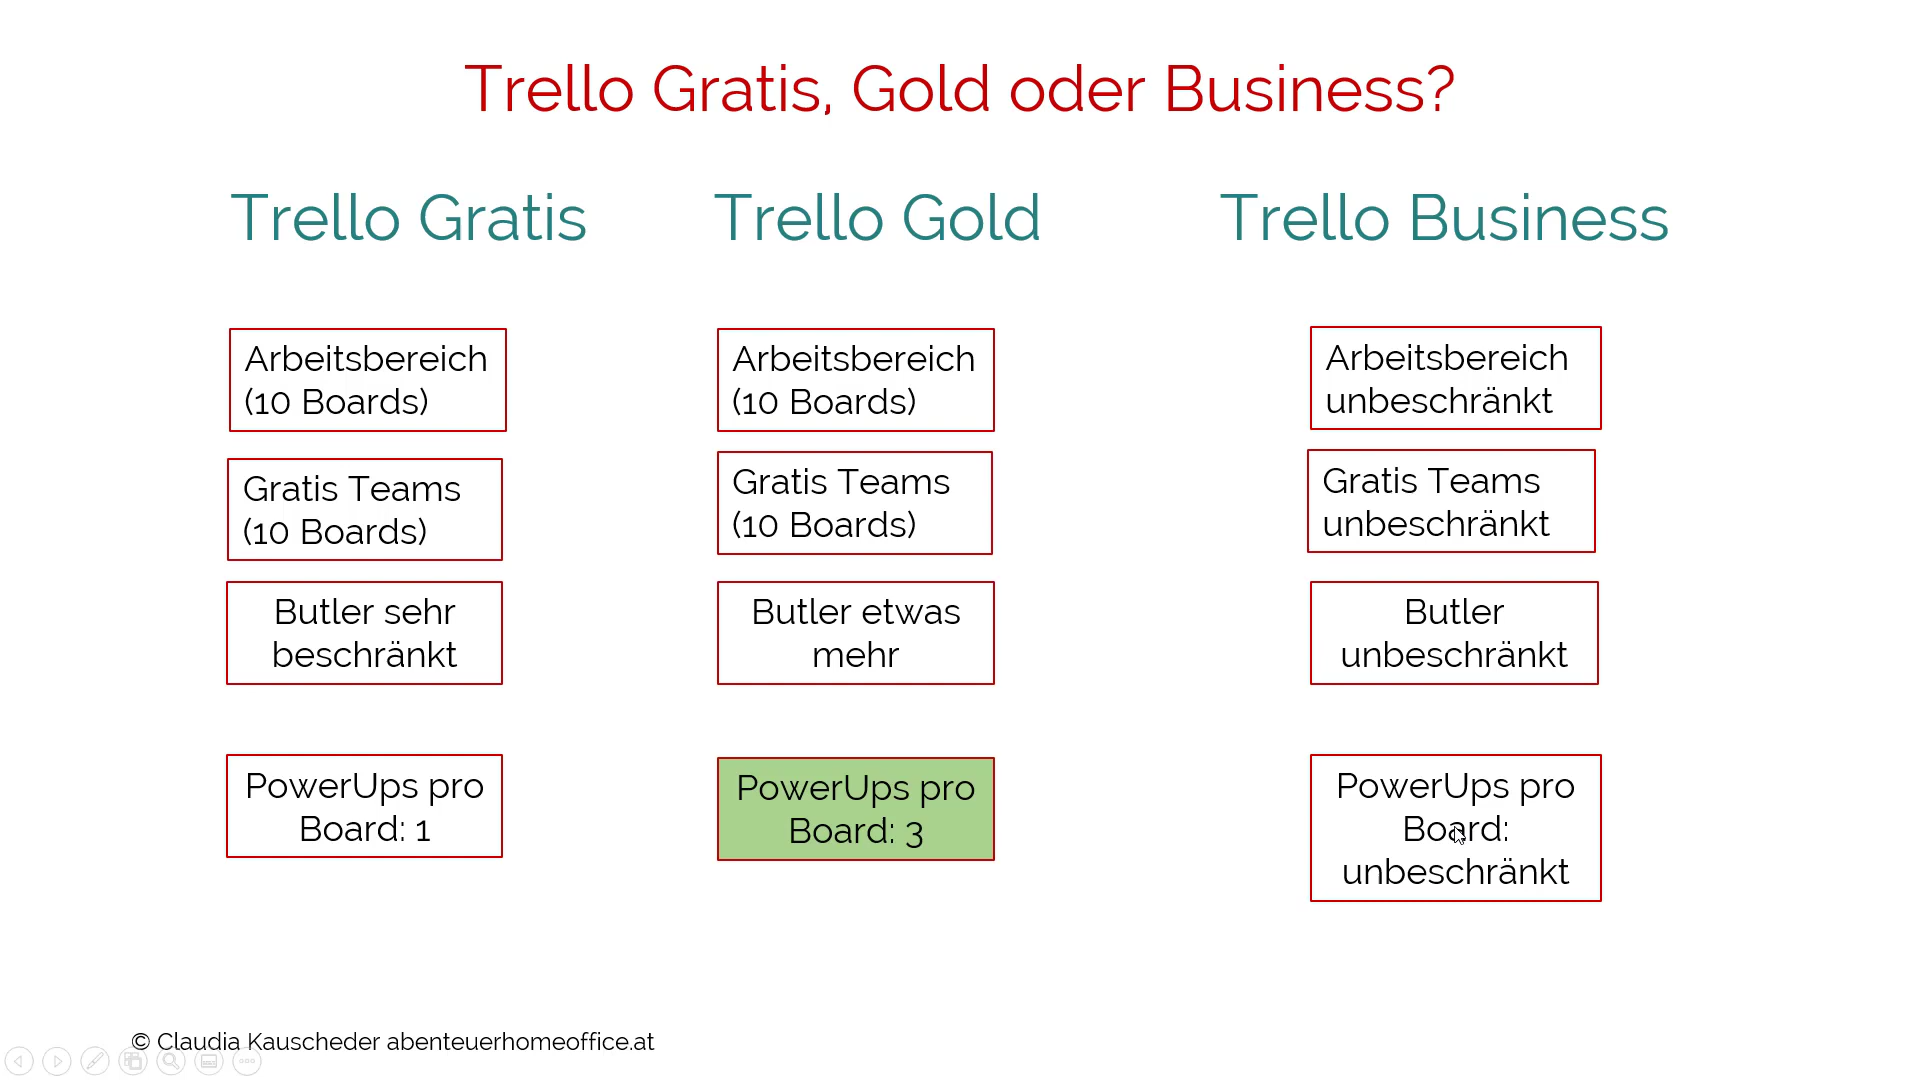 Trello Gratis, Gold oder Business?
Trello Gratis
Trello Gold
Trello Business
Arbeitsbereich
(10 Boards)
Arbeitsbereich
(10 Boards)
Arbeitsbereich
unbeschränkt
Gratis Teams
(10 Boards)
Gratis Teams
(10 Boards)
Gratis Teams
unbeschränkt
Butler sehr
beschränkt
Butler etwas
mehr
Butler
unbeschränkt
PowerUps pro
Board: 1
PowerUps pro
Board: 3
PowerUps pro
Board:
unbeschränkt
© Claudia Kauscheder abenteuerhomeoffice.at